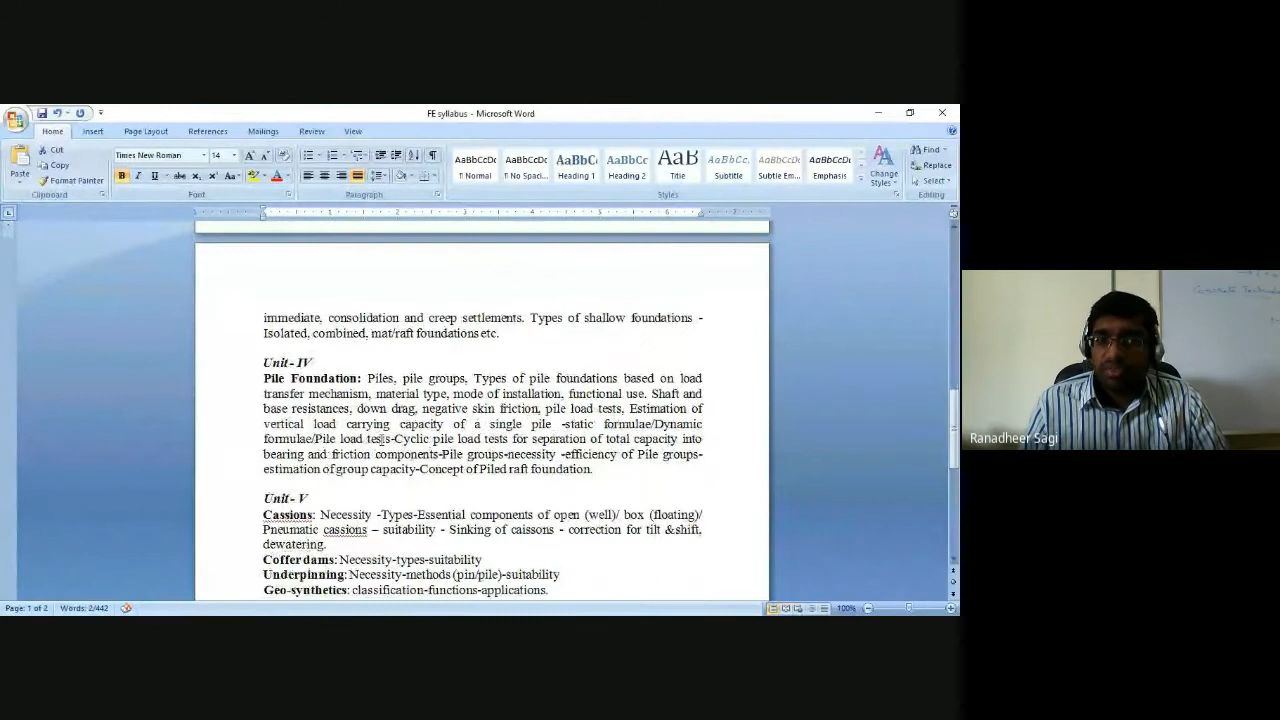 FE syllabus - Microsoft Word
Home Insert Page Layout References Mailings Review View
Paste
Cut
Copy
Format Painter
Clipboard
Times New Roman 14
Font
Paragraph
AaBbCcDc AaBbCcDc AaBbC AaBbCc AaB AaBbCc. AaBbCcDc AaBbCcDc
¶ Normal ¶ No Spaci... Heading 1 Heading 2 Title Subtitle Subtle Em... Emphasis
Styles
Change Styles
Find
Replace
Select
Editing
immediate, consolidation and creep settlements. Types of shallow foundations -
Isolated, combined, mat/raft foundations etc.
Unit- IV
Pile Foundation: Piles, pile groups, Types of pile foundations based on load
transfer mechanism, material type, mode of installation, functional use. Shaft and
base resistances, down drag, negative skin friction, pile load tests, Estimation of
vertical load carrying capacity of a single pile -static formulae/Dynamic
formulae/Pile load tests-Cyclic pile load tests for separation of total capacity into
bearing and friction components-Pile groups-necessity -efficiency of Pile groups-
estimation of group capacity-Concept of Piled raft foundation.
Unit- V
Cassions: Necessity -Types-Essential components of open (well)/ box (floating)/
Pneumatic cassions – suitability - Sinking of caissons - correction for tilt &shift,
dewatering.
Cofferdams: Necessity-types-suitability
Underpinning: Necessity-methods (pin/pile)-suitability
Geo-synthetics: classification-functions-applications.
Page: 1 of 2 Words: 2/442 100%
Ranadheer Sagi